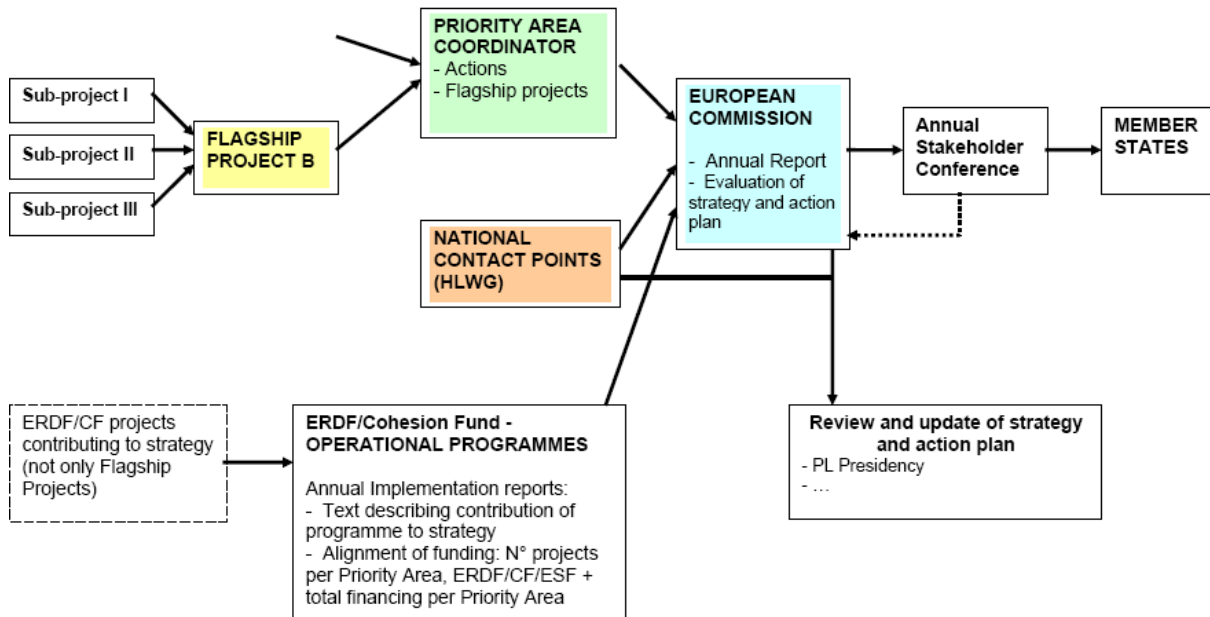 PRIORITY AREA
COORDINATOR
- Actions
- Flagship projects
Sub-project I
Sub-project II
Sub-project III
FLAGSHIP
PROJECT B
EUROPEAN
COMMISSION
- Annual Report
- Evaluation of
strategy and action
plan
Annual
Stakeholder
Conference
MEMBER
STATES
NATIONAL
CONTACT POINTS
(HLWG)
ERDF/CF projects
contributing to strategy
(not only Flagship
Projects)
ERDF/Cohesion Fund -
OPERATIONAL PROGRAMMES
Annual Implementation reports:
- Text describing contribution of
programme to strategy
- Alignment of funding: N° projects
per Priority Area, ERDF/CF/ESF +
total financing per Priority Area
Review and update of strategy
and action plan
- PL Presidency
- …